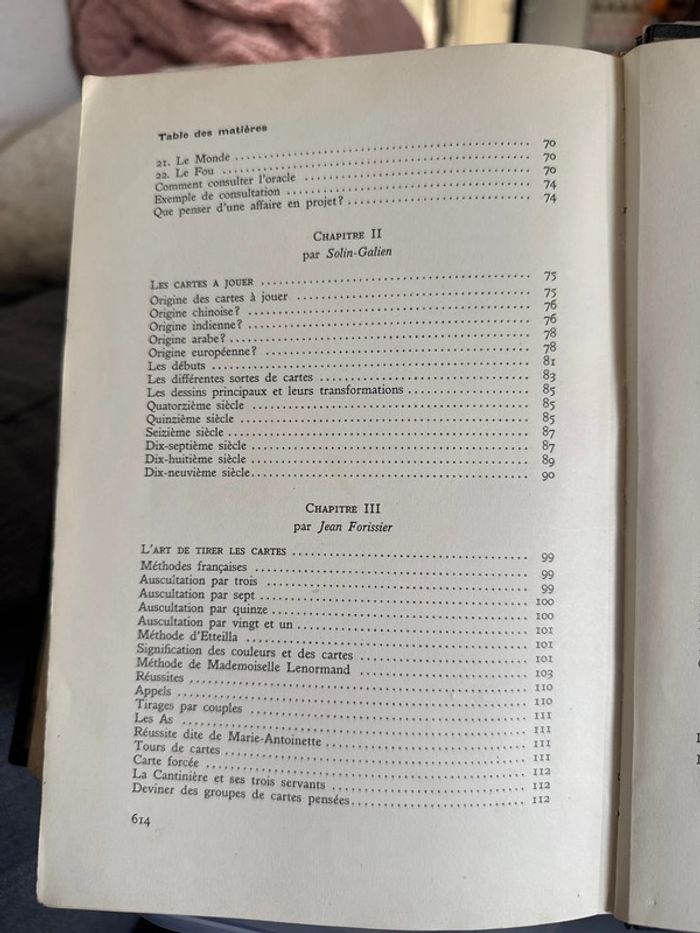 Table des matières
21. Le Monde ........ 70
22. Le Fou ........ 70
Comment consulter l'oracle ........ 70
Exemple de consultation ........ 74
Que penser d'une affaire en projet? ........ 74
CHAPITRE II
par Solin-Galien
LES CARTES A JOUER ........ 75
Origine des cartes à jouer ........ 75
Origine chinoise? ........ 76
Origine indienne? ........ 76
Origine arabe? ........ 78
Origine européenne? ........ 78
Les débuts ........ 81
Les différentes sortes de cartes ........ 83
Les dessins principaux et leurs transformations ........ 85
Quatorzième siècle ........ 85
Quinzième siècle ........ 85
Seizième siècle ........ 87
Dix-septième siècle ........ 87
Dix-huitième siècle ........ 89
Dix-neuvième siècle ........ 90
CHAPITRE III
par Jean Forissier
L'ART DE TIRER LES CARTES ........ 99
Méthodes françaises ........ 99
Auscultation par trois ........ 99
Auscultation par sept ........ 100
Auscultation par quinze ........ 100
Auscultation par vingt et un ........ 101
Méthode d'Etteilla ........ 101
Signification des couleurs et des cartes ........ 101
Méthode de Mademoiselle Lenormand ........ 103
Réussites ........ 110
Appels ........ 110
Tirages par couples ........ 111
Les As ........ 111
Réussite dite de Marie-Antoinette ........ 111
Tours de cartes ........ 111
Carte forcée ........ 112
La Cantinière et ses trois servants ........ 112
Deviner des groupes de cartes pensées ........ 112
614